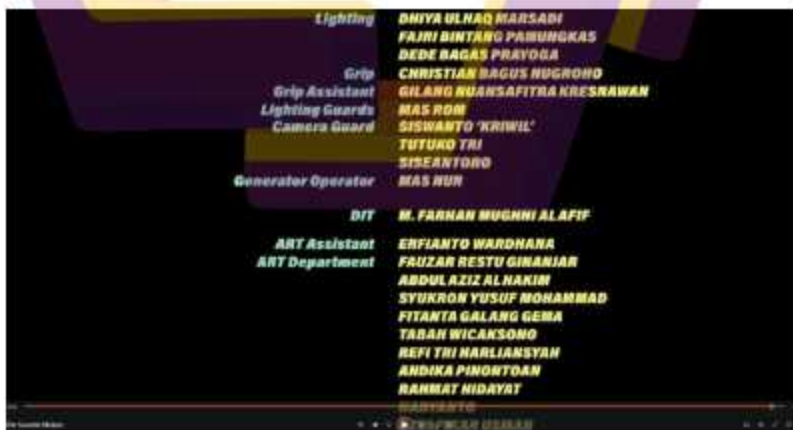 Lighting DHIYA ULHAQ MARSADI
FAJRI BINTANG PAMUNGKAS
DEDE BAGAS PRAYOGA
Grip CHRISTIAN BAGUS NUGROHO
Grip Assistant GILANG NUANSAFITRA KRESNAWAN
Lighting Guards MAS ROM
Camera Guard SISWANTO 'KRIWIL'
TUTUKO TRI
SISEANTORO
Generator Operator MAS NUR
DIT M. FARHAN MUGHNI ALAFIF
ART Assistant ERFIANTO WARDHANA
ART Department FAUZAR RESTU GINANJAR
ABDUL AZIZ ALHAKIM
SYUKRON YUSUF MOHAMMAD
FITANTA GALANG GEMA
TABAH WICAKSONO
REFI TRI HARLIANSYAH
ANDIKA PINONTOAN
RAHMAT HIDAYAT
HARYANTO
USMAN